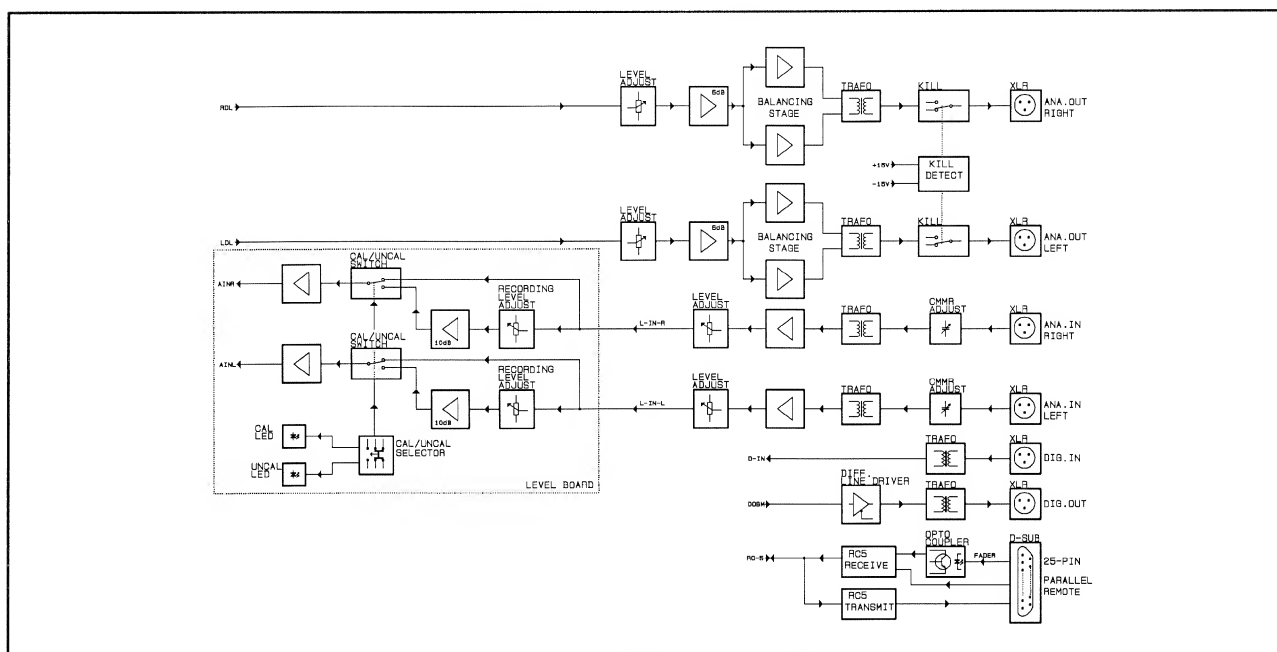 LEVEL
ADJUST
6dB
BALANCING
STAGE
TRAFO
KILL
XLR
RDL
ANA.OUT
RIGHT
+15V
-15V
KILL
DETECT
LEVEL
ADJUST
6dB
BALANCING
STAGE
TRAFO
KILL
XLR
LDL
ANA.OUT
LEFT
CAL/UNCAL
SWITCH
AINR
RECORDING
LEVEL
ADJUST
10dB
L-IN-R
LEVEL
ADJUST
TRAFO
CMMR
ADJUST
XLR
ANA.IN
RIGHT
CAL/UNCAL
SWITCH
AINL
RECORDING
LEVEL
ADJUST
10dB
L-IN-L
LEVEL
ADJUST
TRAFO
CMMR
ADJUST
XLR
ANA.IN
LEFT
CAL
LED
UNCAL
LED
CAL/UNCAL
SELECTOR
LEVEL BOARD
D-IN
TRAFO
XLR
DIG.IN
DOBM
DIFF.
LINE DRIVER
TRAFO
XLR
DIG.OUT
RC-5
RC5
RECEIVE
OPTO
COUPLER
FADER
D-SUB
25-PIN
PARALLEL
REMOTE
RC5
TRANSMIT